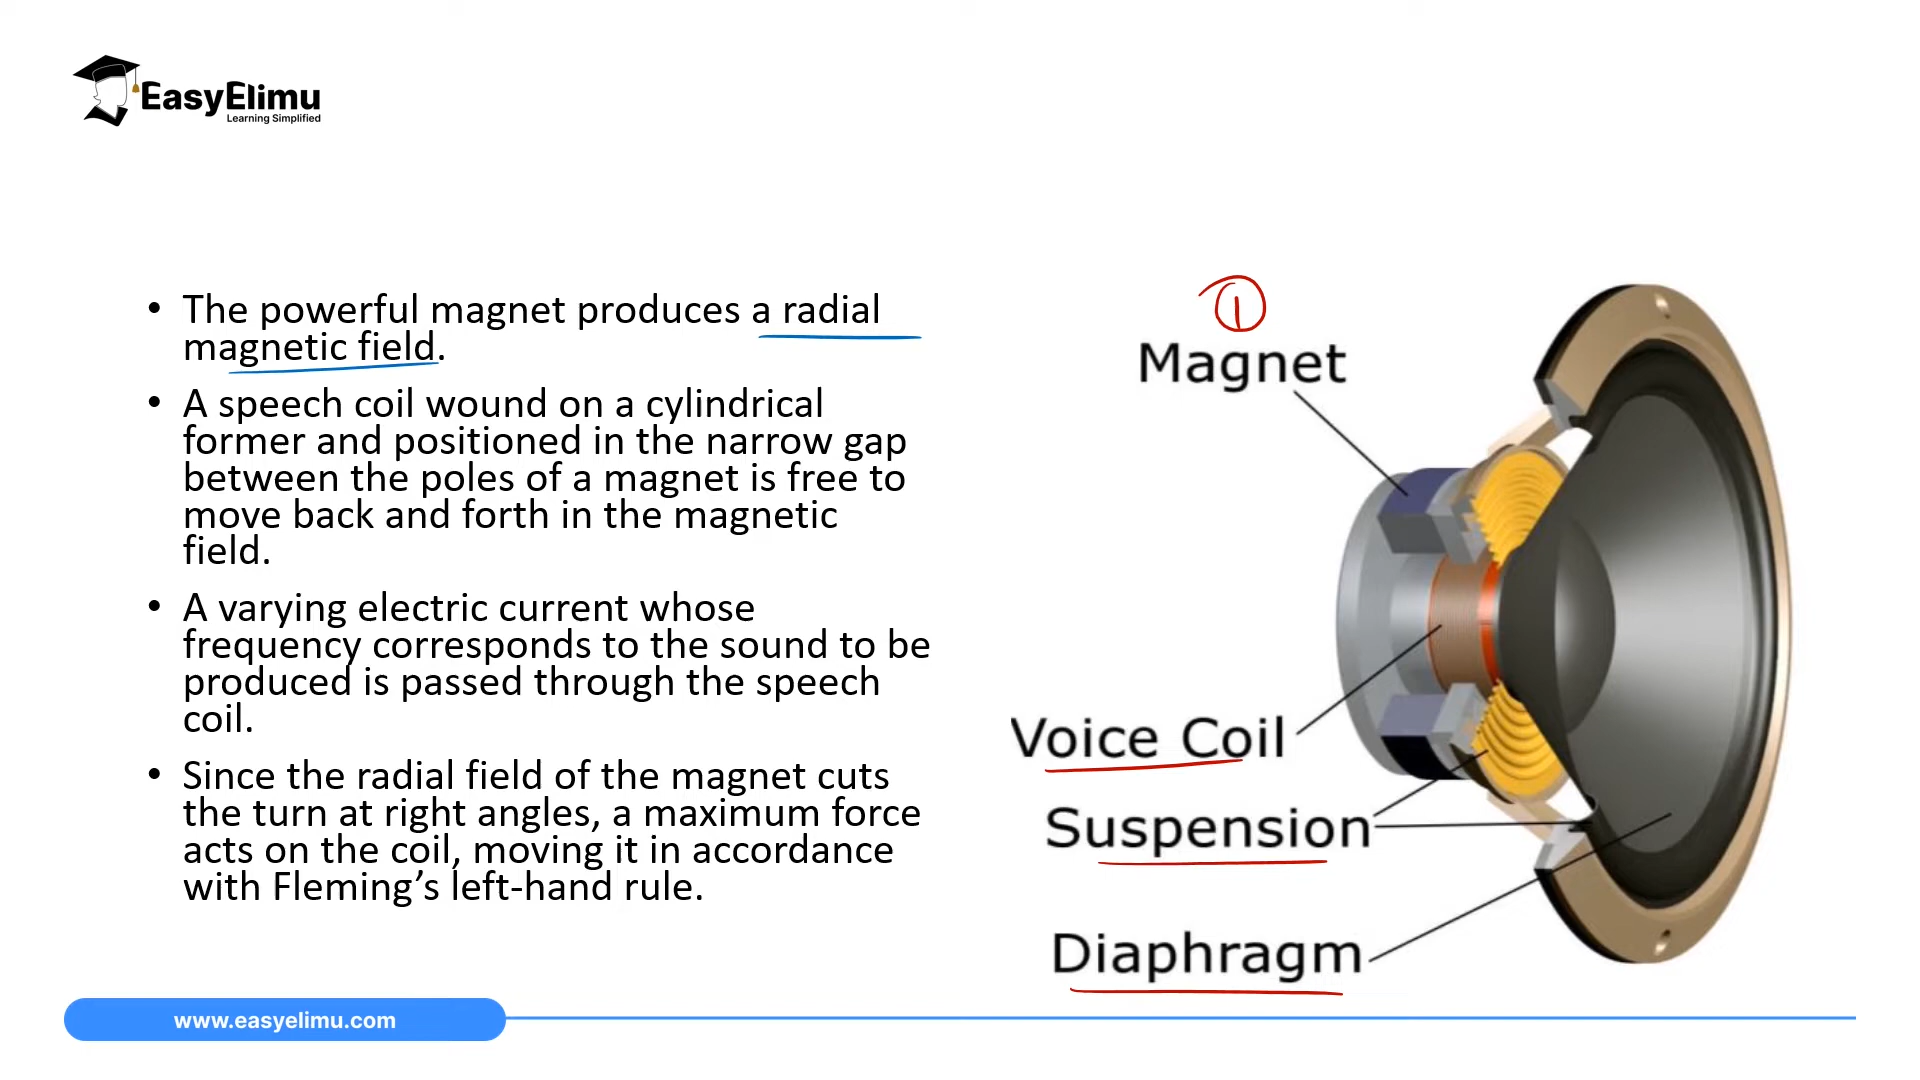 EasyElimu
Learning Simplified
• The powerful magnet produces a radial
magnetic field.
• A speech coil wound on a cylindrical
former and positioned in the narrow gap
between the poles of a magnet is free to
move back and forth in the magnetic
field.
• A varying electric current whose
frequency corresponds to the sound to be
produced is passed through the speech
coil.
• Since the radial field of the magnet cuts
the turn at right angles, a maximum force
acts on the coil, moving it in accordance
with Fleming’s left-hand rule.
1
Magnet
Voice Coil
Suspension
Diaphragm
www.easyelimu.com